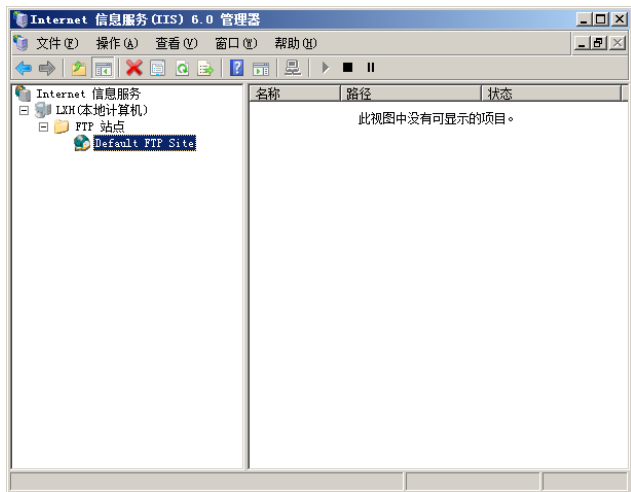 Internet 信息服务(IIS) 6.0 管理器
文件(F) 操作(A) 查看(V) 窗口(W) 帮助(H)
Internet 信息服务
名称 路径 状态
LXH(本地计算机)
此视图中没有可显示的项目。
FTP 站点
Default FTP Site